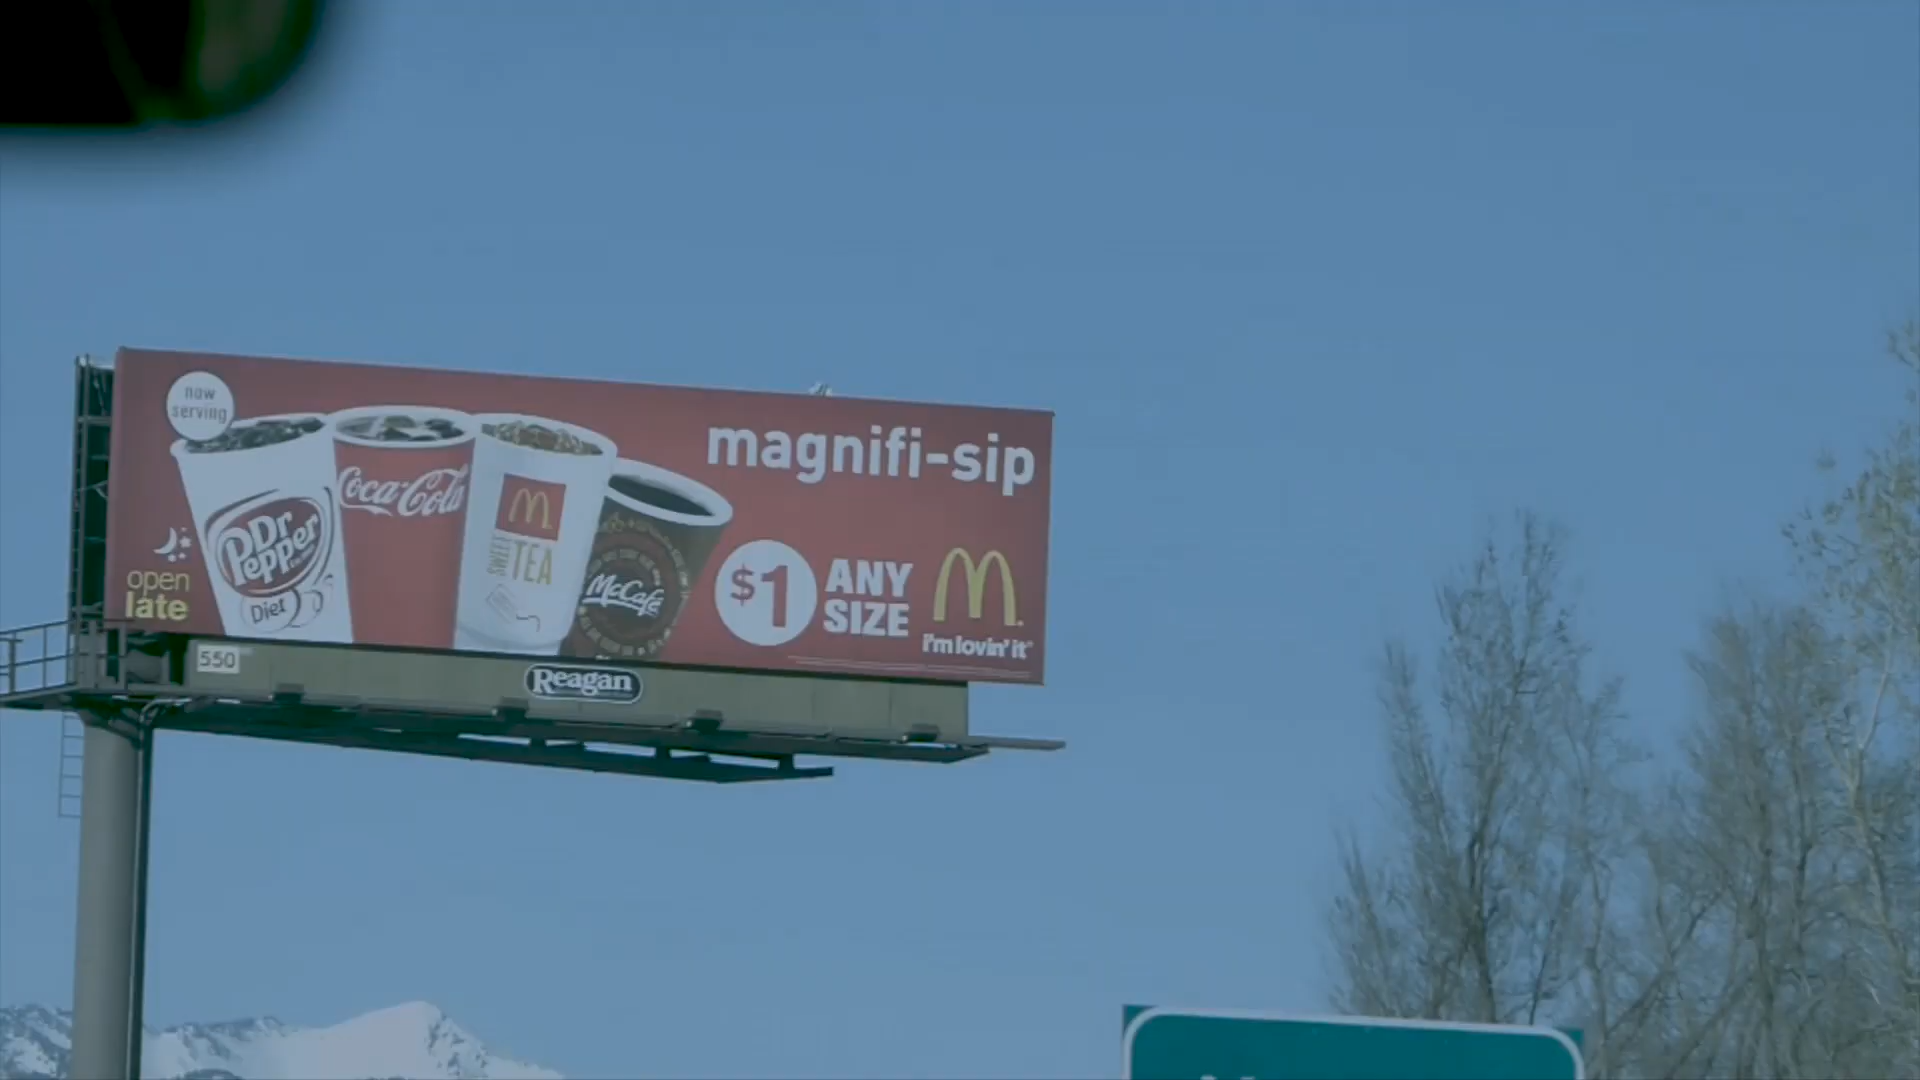 now
serving
magnifi-sip
Dr
Pepper
Diet
Coca-Cola
SWEET
TEA
McCafé
open
late
$1
ANY
SIZE
i'm lovin' it
550
Reagan